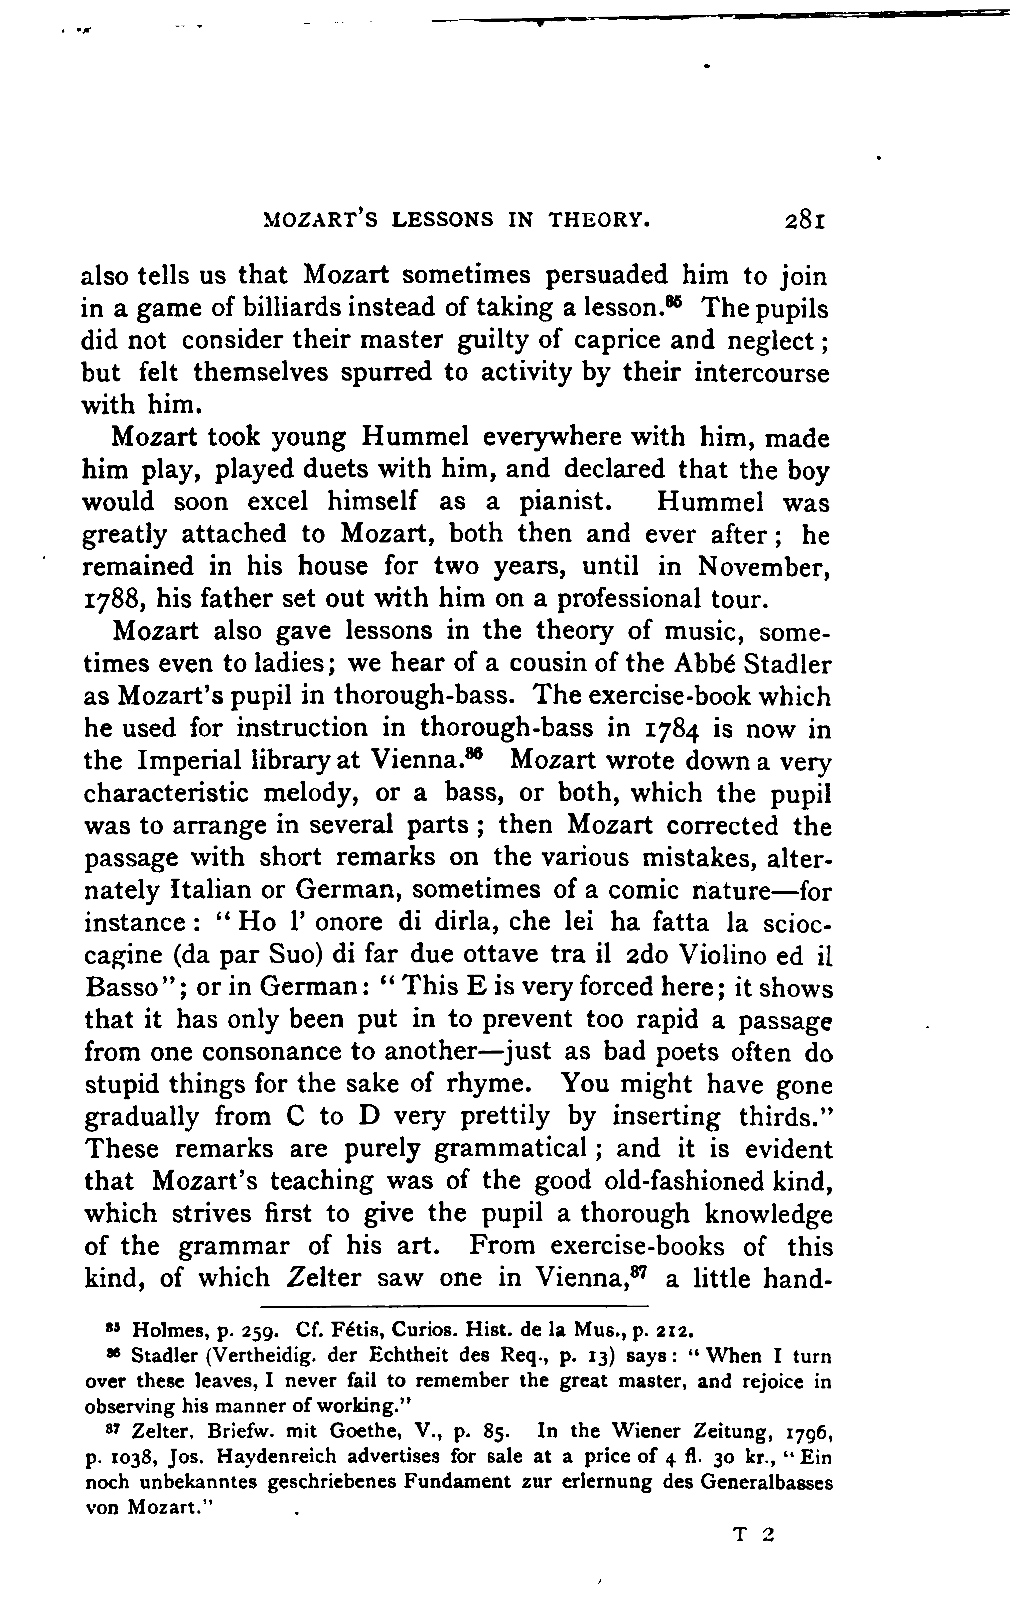 MOZART'S LESSONS IN THEORY. 281
also tells us that Mozart sometimes persuaded him to join
in a game of billiards instead of taking a lesson.85 The pupils
did not consider their master guilty of caprice and neglect;
but felt themselves spurred to activity by their intercourse
with him.
Mozart took young Hummel everywhere with him, made
him play, played duets with him, and declared that the boy
would soon excel himself as a pianist. Hummel was
greatly attached to Mozart, both then and ever after; he
remained in his house for two years, until in November,
1788, his father set out with him on a professional tour.
Mozart also gave lessons in the theory of music, some-
times even to ladies; we hear of a cousin of the Abbé Stadler
as Mozart's pupil in thorough-bass. The exercise-book which
he used for instruction in thorough-bass in 1784 is now in
the Imperial library at Vienna.86 Mozart wrote down a very
characteristic melody, or a bass, or both, which the pupil
was to arrange in several parts; then Mozart corrected the
passage with short remarks on the various mistakes, alter-
nately Italian or German, sometimes of a comic nature—for
instance: "Ho l' onore di dirla, che lei ha fatta la scioc-
cagine (da par Suo) di far due ottave tra il 2do Violino ed il
Basso"; or in German: "This E is very forced here; it shows
that it has only been put in to prevent too rapid a passage
from one consonance to another—just as bad poets often do
stupid things for the sake of rhyme. You might have gone
gradually from C to D very prettily by inserting thirds."
These remarks are purely grammatical; and it is evident
that Mozart's teaching was of the good old-fashioned kind,
which strives first to give the pupil a thorough knowledge
of the grammar of his art. From exercise-books of this
kind, of which Zelter saw one in Vienna,87 a little hand-
85 Holmes, p. 259. Cf. Fétis, Curios. Hist. de la Mus., p. 212.
86 Stadler (Vertheidig. der Echtheit des Req., p. 13) says: "When I turn
over these leaves, I never fail to remember the great master, and rejoice in
observing his manner of working."
87 Zelter, Briefw. mit Goethe, V., p. 85. In the Wiener Zeitung, 1796,
p. 1038, Jos. Haydenreich advertises for sale at a price of 4 fl. 30 kr., "Ein
noch unbekanntes geschriebenes Fundament zur erlernung des Generalbasses
von Mozart."
T 2